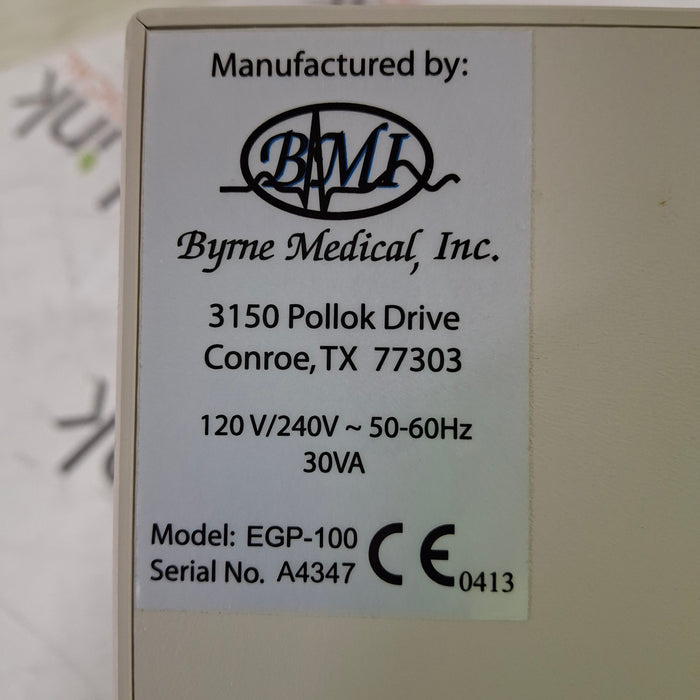 Manufactured by:
BMI
Byrne Medical, Inc.
3150 Pollok Drive
Conroe, TX 77303
120 V/240V ~ 50-60Hz
30VA
Model: EGP-100
Serial No. A4347
CE 0413
ink
k